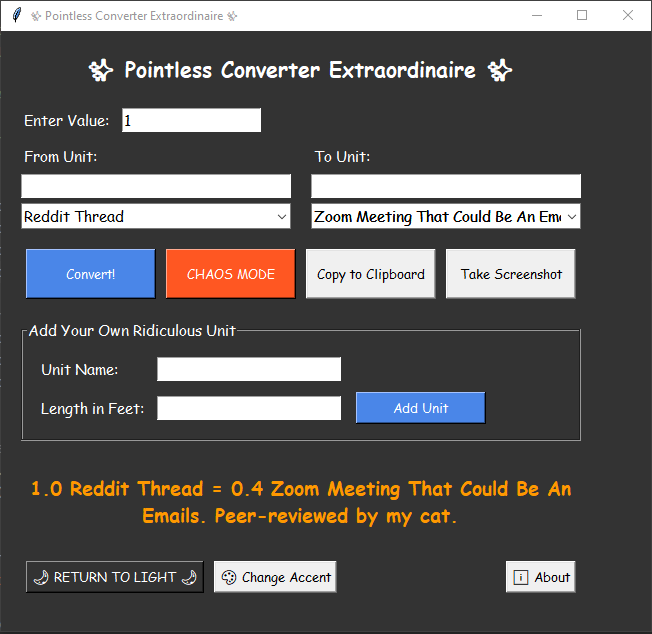 Pointless Converter Extraordinaire
Pointless Converter Extraordinaire
Enter Value: 1
From Unit: To Unit:
Reddit Thread Zoom Meeting That Could Be An Ema
Convert! CHAOS MODE Copy to Clipboard Take Screenshot
Add Your Own Ridiculous Unit
Unit Name:
Length in Feet: Add Unit
1.0 Reddit Thread = 0.4 Zoom Meeting That Could Be An
Emails. Peer-reviewed by my cat.
🌙 RETURN TO LIGHT 🌙 🎨 Change Accent ℹ️ About